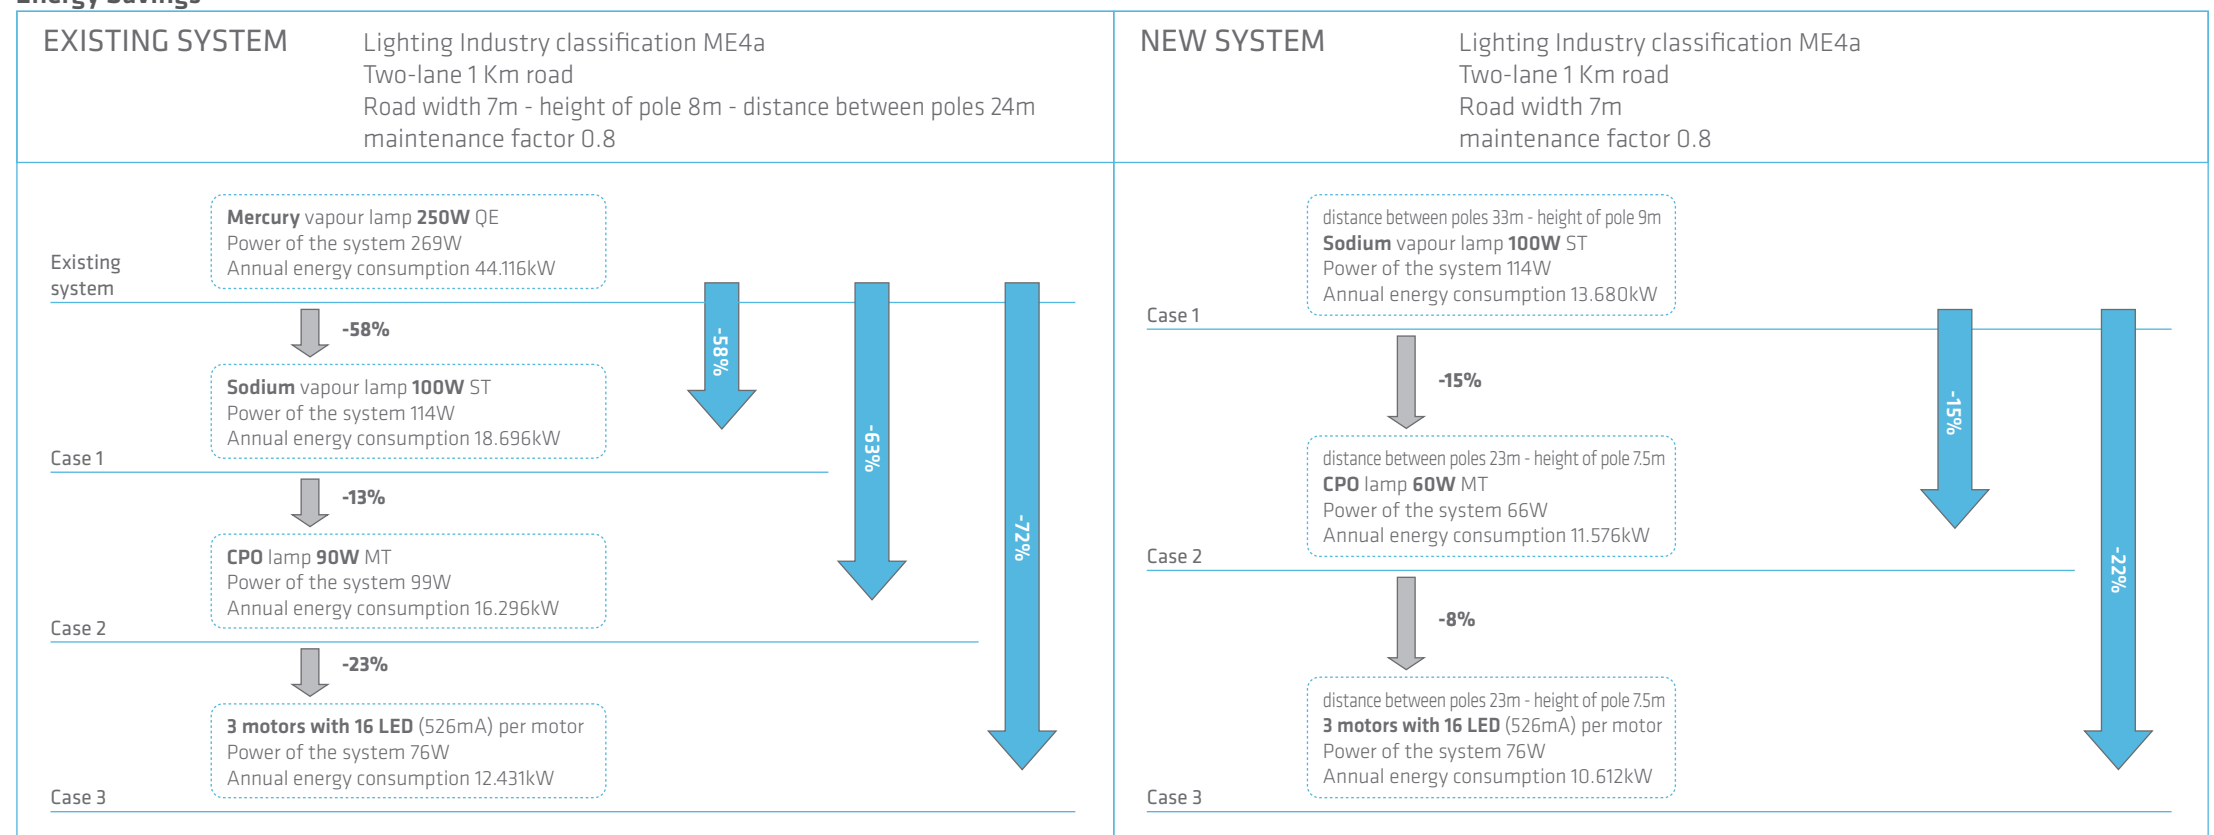 Energy Savings
EXISTING SYSTEM
Lighting Industry classification ME4a
Two-lane 1 Km road
Road width 7m - height of pole 8m - distance between poles 24m
maintenance factor 0.8
Existing
system
Mercury vapour lamp 250W QE
Power of the system 269W
Annual energy consumption 44.116kW
-58%
Case 1
Sodium vapour lamp 100W ST
Power of the system 114W
Annual energy consumption 18.696kW
-13%
Case 2
CPO lamp 90W MT
Power of the system 99W
Annual energy consumption 16.296kW
-23%
Case 3
3 motors with 16 LED (526mA) per motor
Power of the system 76W
Annual energy consumption 12.431kW
-58%
-63%
-72%
NEW SYSTEM
Lighting Industry classification ME4a
Two-lane 1 Km road
Road width 7m
maintenance factor 0.8
Case 1
distance between poles 33m - height of pole 9m
Sodium vapour lamp 100W ST
Power of the system 114W
Annual energy consumption 13.680kW
-15%
Case 2
distance between poles 23m - height of pole 7.5m
CPO lamp 60W MT
Power of the system 66W
Annual energy consumption 11.576kW
-8%
Case 3
distance between poles 23m - height of pole 7.5m
3 motors with 16 LED (526mA) per motor
Power of the system 76W
Annual energy consumption 10.612kW
-15%
-22%